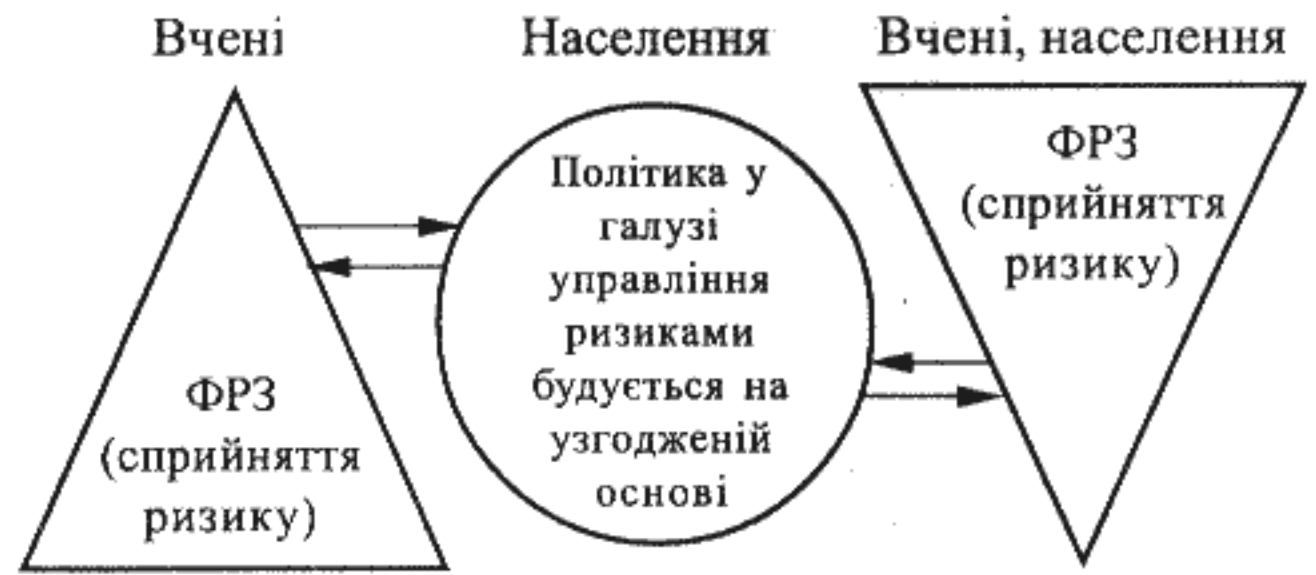 Вчені
Населення
Вчені, населення
ФРЗ
(сприйняття
ризику)
Політика у
галузі
управління
ризиками
будується на
узгодженій
основі
ФРЗ
(сприйняття
ризику)